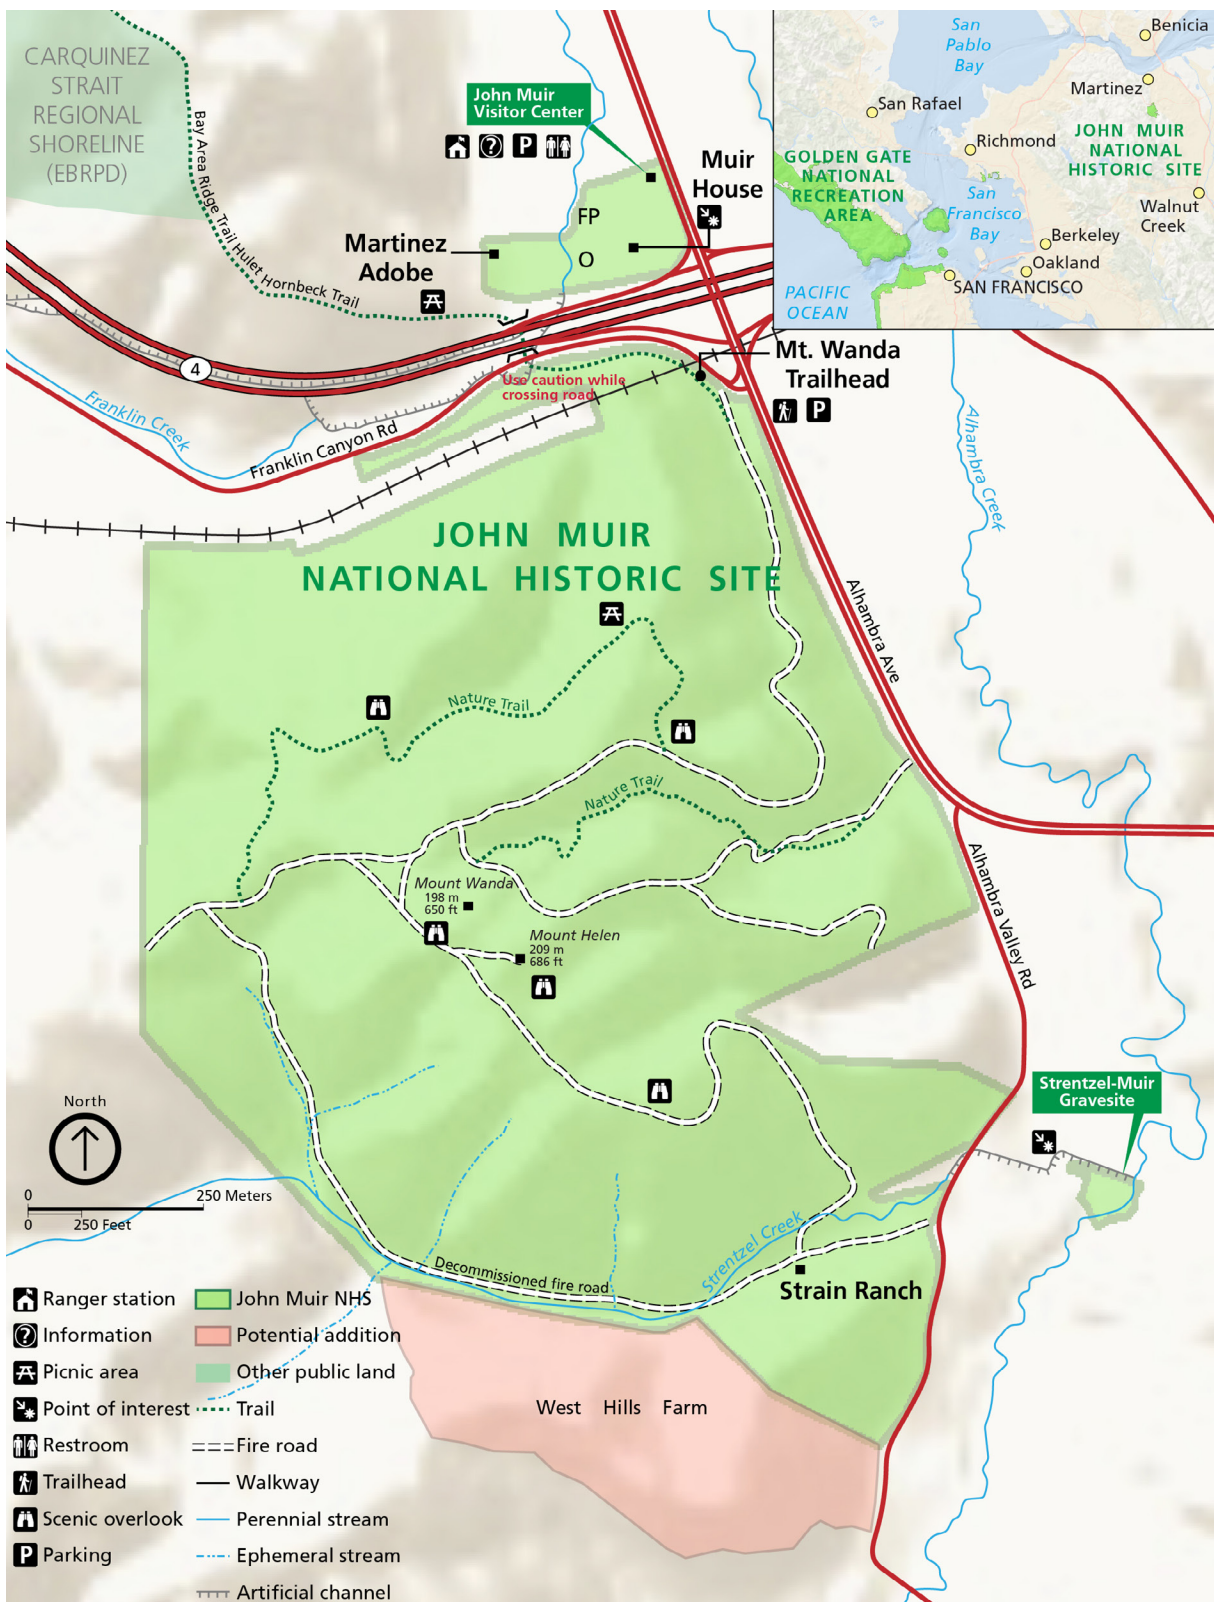 CARQUINEZ
STRAIT
REGIONAL
SHORELINE
(EBRPD)
Bay Area Ridge Trail Hulet Hornbeck Trail
John Muir
Visitor Center
Muir
House
FP
O
Martinez
Adobe
San
Pablo
Bay
Benicia
Martinez
San Rafael
Richmond
JOHN MUIR
NATIONAL
HISTORIC SITE
GOLDEN GATE
NATIONAL
RECREATION
AREA
San
Francisco
Bay
Walnut
Creek
Berkeley
Oakland
SAN FRANCISCO
PACIFIC
OCEAN
4
Use caution while
crossing road
Mt. Wanda
Trailhead
Franklin Creek
Franklin Canyon Rd
Alhambra Creek
JOHN MUIR
NATIONAL HISTORIC SITE
Alhambra Ave
Nature Trail
Nature Trail
Mount Wanda
198 m
650 ft
Mount Helen
209 m
686 ft
Alhambra Valley Rd
Strentzel-Muir
Gravesite
North
0 250 Meters
0 250 Feet
Strentzel Creek
Decommissioned fire road
Strain Ranch
West Hills Farm
Ranger station
Information
Picnic area
Point of interest
Restroom
Trailhead
Scenic overlook
P Parking
John Muir NHS
Potential addition
Other public land
Trail
Fire road
Walkway
Perennial stream
Ephemeral stream
Artificial channel